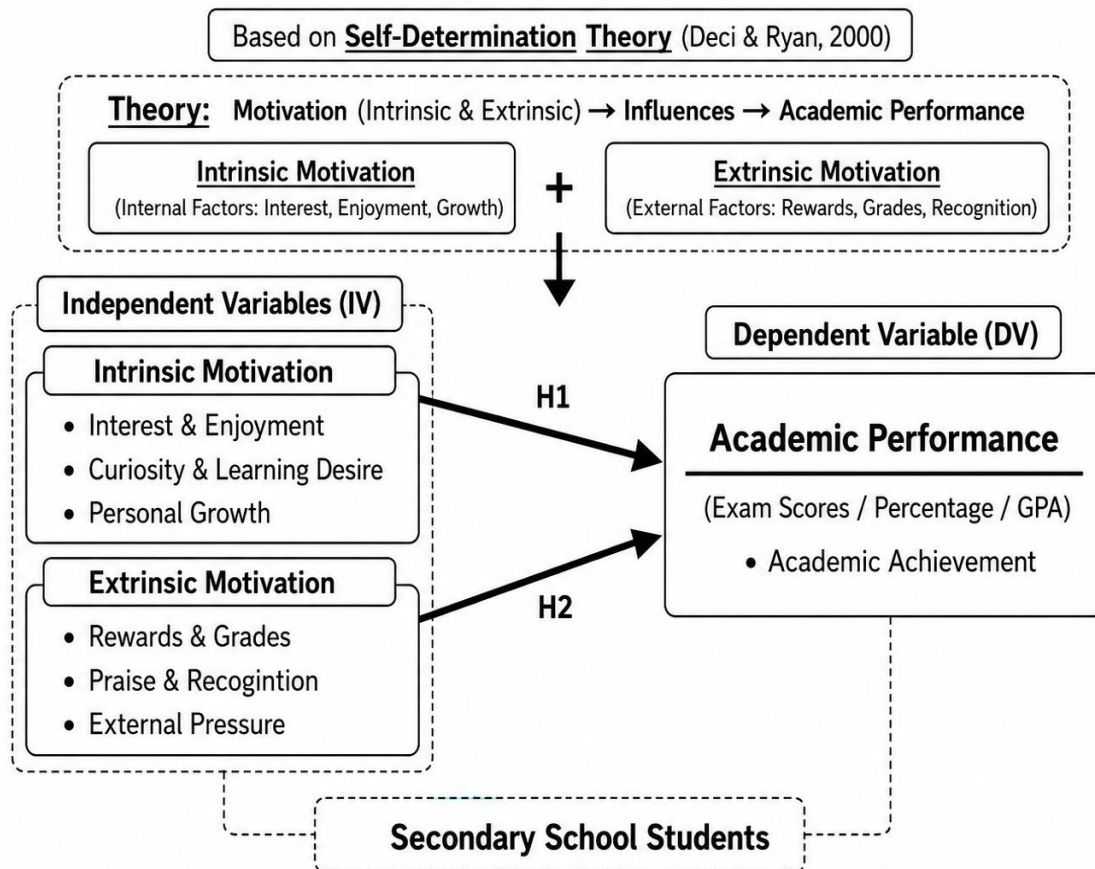 Based on Self-Determination Theory (Deci & Ryan, 2000)
Theory: Motivation (Intrinsic & Extrinsic) → Influences → Academic Performance
Intrinsic Motivation
(Internal Factors: Interest, Enjoyment, Growth)
+
Extrinsic Motivation
(External Factors: Rewards, Grades, Recognition)
Independent Variables (IV)
Intrinsic Motivation
• Interest & Enjoyment
• Curiosity & Learning Desire
• Personal Growth
Extrinsic Motivation
• Rewards & Grades
• Praise & Recogintion
• External Pressure
H1
H2
Dependent Variable (DV)
Academic Performance
(Exam Scores / Percentage / GPA)
• Academic Achievement
Secondary School Students